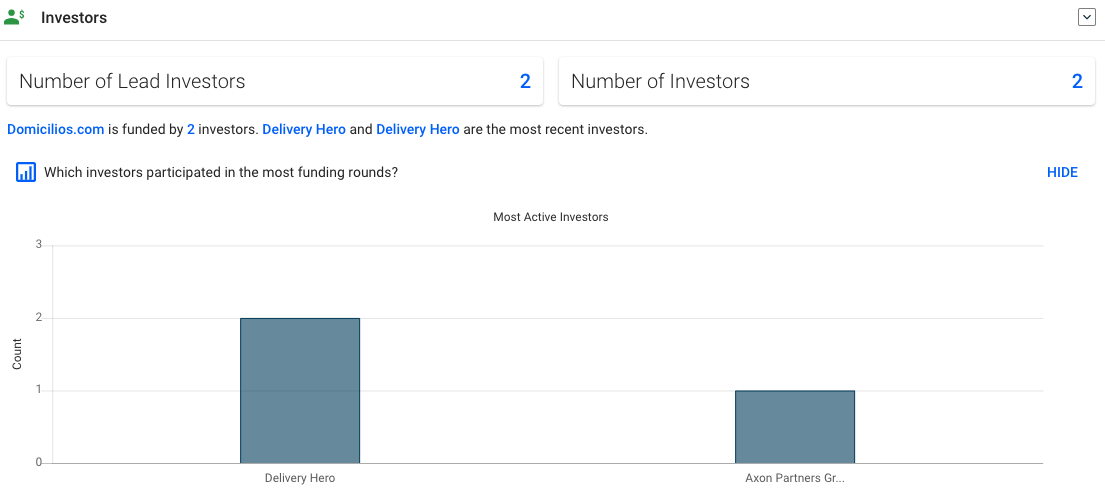 Investors
Number of Lead Investors 2
Number of Investors 2
Domicilios.com is funded by 2 investors. Delivery Hero and Delivery Hero are the most recent investors.
Which investors participated in the most funding rounds? HIDE
Most Active Investors
3
2
1
0
Count
Delivery Hero
Axon Partners Gr...